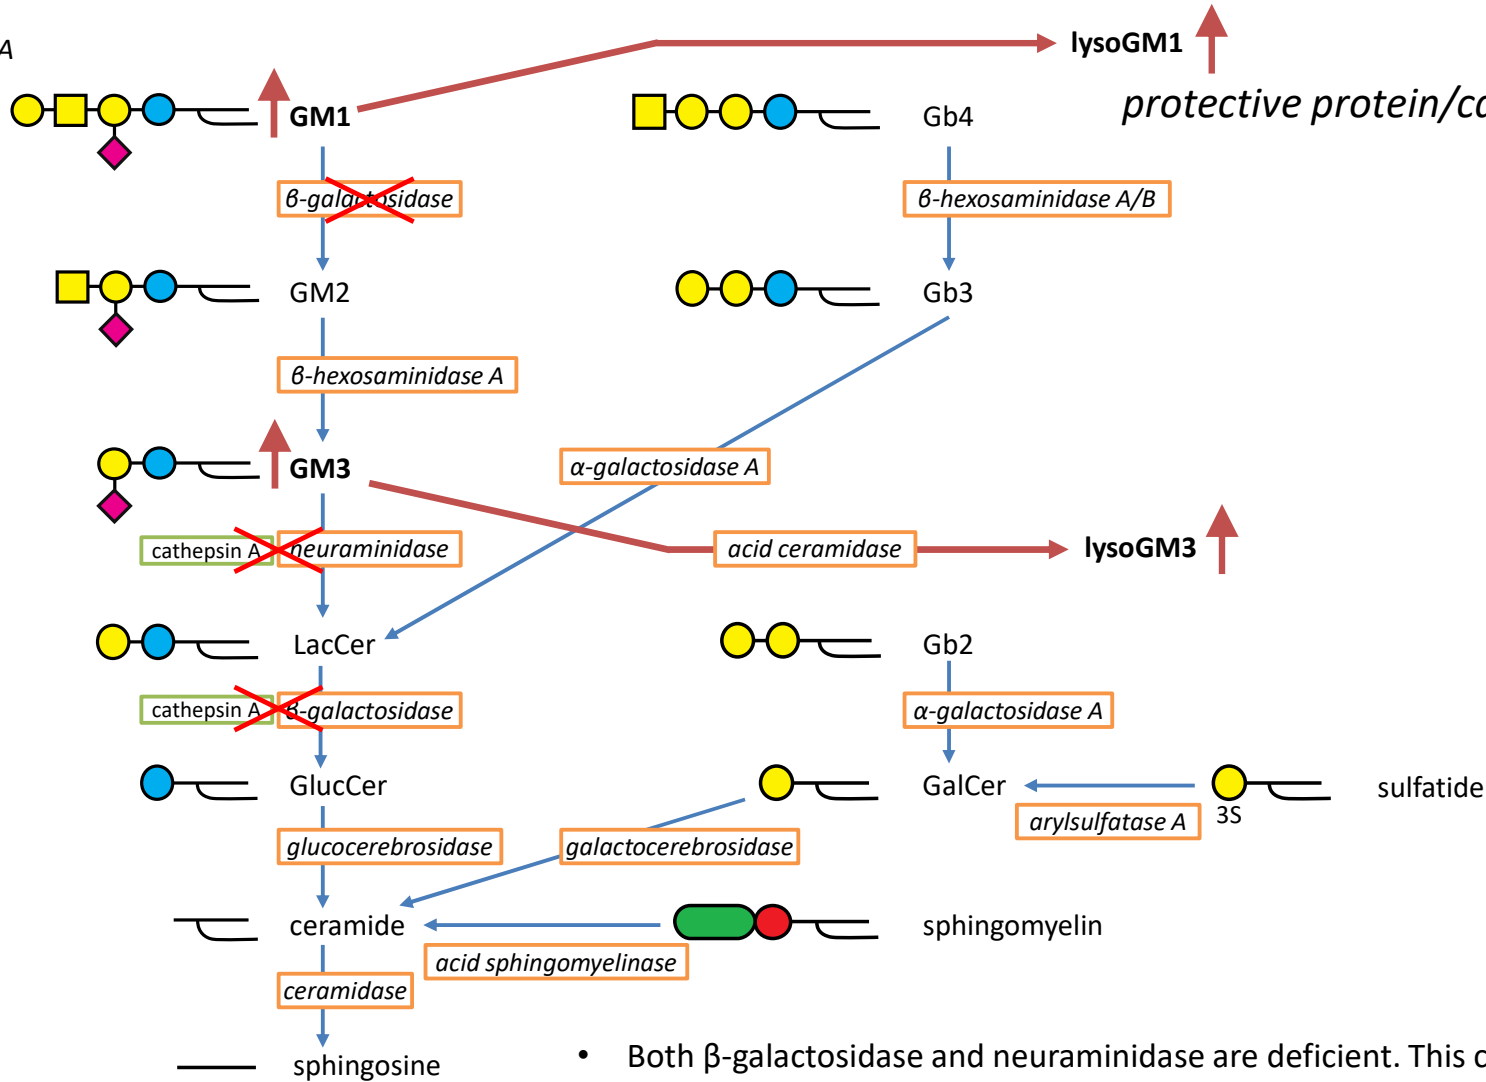 A
lysoGM1
protective protein/ca
GM1
Gb4
β-galactosidase
β-hexosaminidase A/B
GM2
Gb3
β-hexosaminidase A
GM3
α-galactosidase A
cathepsin A
neuraminidase
acid ceramidase
lysoGM3
LacCer
Gb2
cathepsin A
β-galactosidase
α-galactosidase A
GlucCer
GalCer
sulfatide
3S
arylsulfatase A
glucocerebrosidase
galactocerebrosidase
ceramide
sphingomyelin
acid sphingomyelinase
ceramidase
sphingosine
• Both β-galactosidase and neuraminidase are deficient. This c